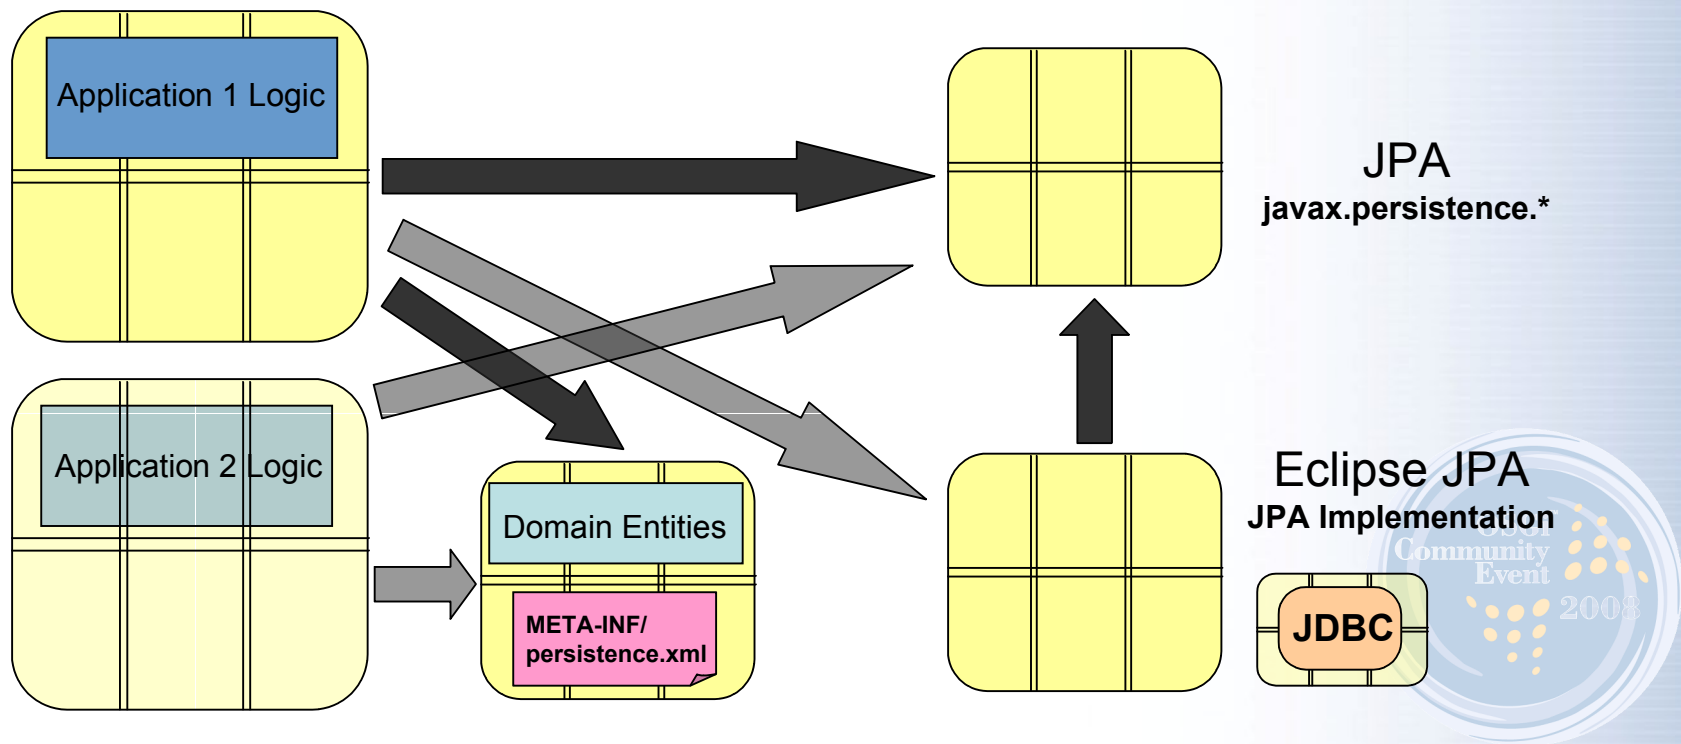 Application 1 Logic
JPA
javax.persistence.*
Application 2 Logic
Domain Entities
META-INF/
persistence.xml
Eclipse JPA
JPA Implementation
OSGi
Community
Event
2008
JDBC